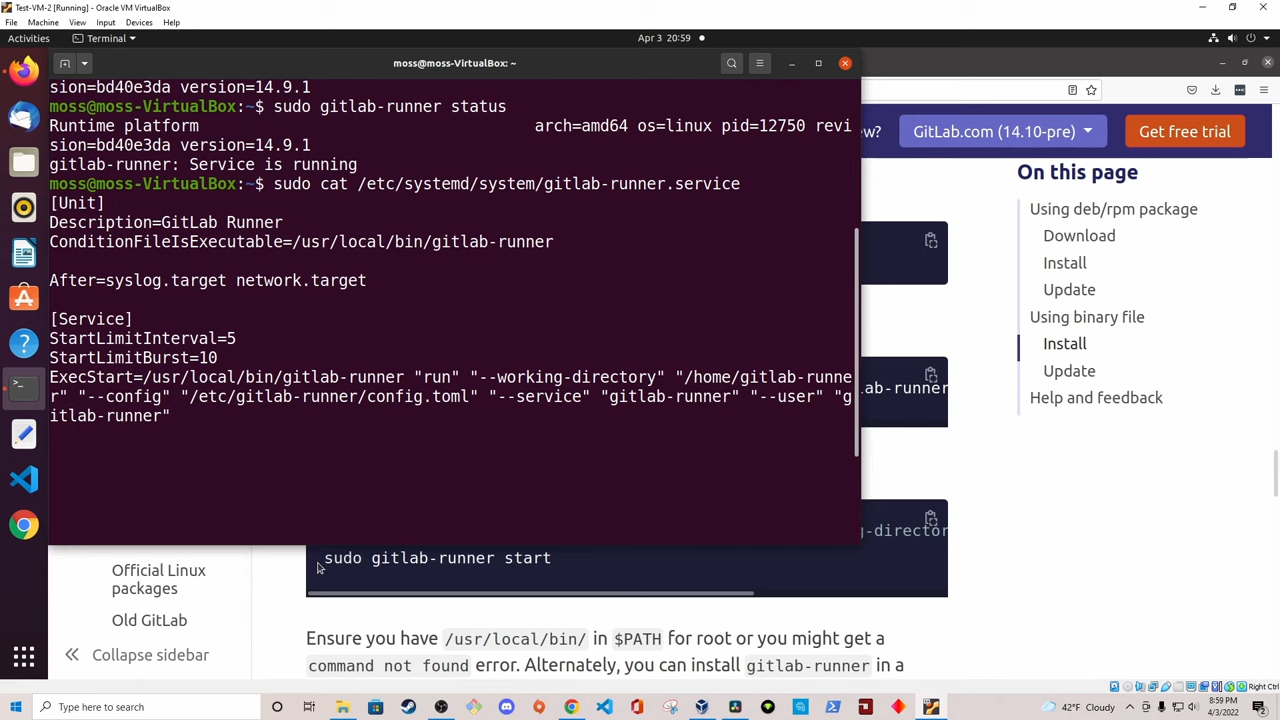 Test-VM-2 [Running] - Oracle VM VirtualBox
File Machine View Input Devices Help
Activities Terminal Apr 3 20:59
moss@moss-VirtualBox: ~
sion=bd40e3da version=14.9.1
moss@moss-VirtualBox:~$ sudo gitlab-runner status
Runtime platform arch=amd64 os=linux pid=12750 revi
sion=bd40e3da version=14.9.1
gitlab-runner: Service is running
moss@moss-VirtualBox:~$ sudo cat /etc/systemd/system/gitlab-runner.service
[Unit]
Description=GitLab Runner
ConditionFileIsExecutable=/usr/local/bin/gitlab-runner
After=syslog.target network.target
[Service]
StartLimitInterval=5
StartLimitBurst=10
ExecStart=/usr/local/bin/gitlab-runner "run" "--working-directory" "/home/gitlab-runne
r" "--config" "/etc/gitlab-runner/config.toml" "--service" "gitlab-runner" "--user" "g
itlab-runner"
w?
GitLab.com (14.10-pre)
Get free trial
On this page
Using deb/rpm package
Download
Install
Update
Using binary file
Install
Update
Help and feedback
ab-runner
g-director
sudo gitlab-runner start
Official Linux
packages
Old GitLab
Collapse sidebar
Ensure you have /usr/local/bin/ in $PATH for root or you might get a
command not found error. Alternately, you can install gitlab-runner in a
Right Ctrl
Type here to search
42°F Cloudy
8:59 PM
4/3/2022
2